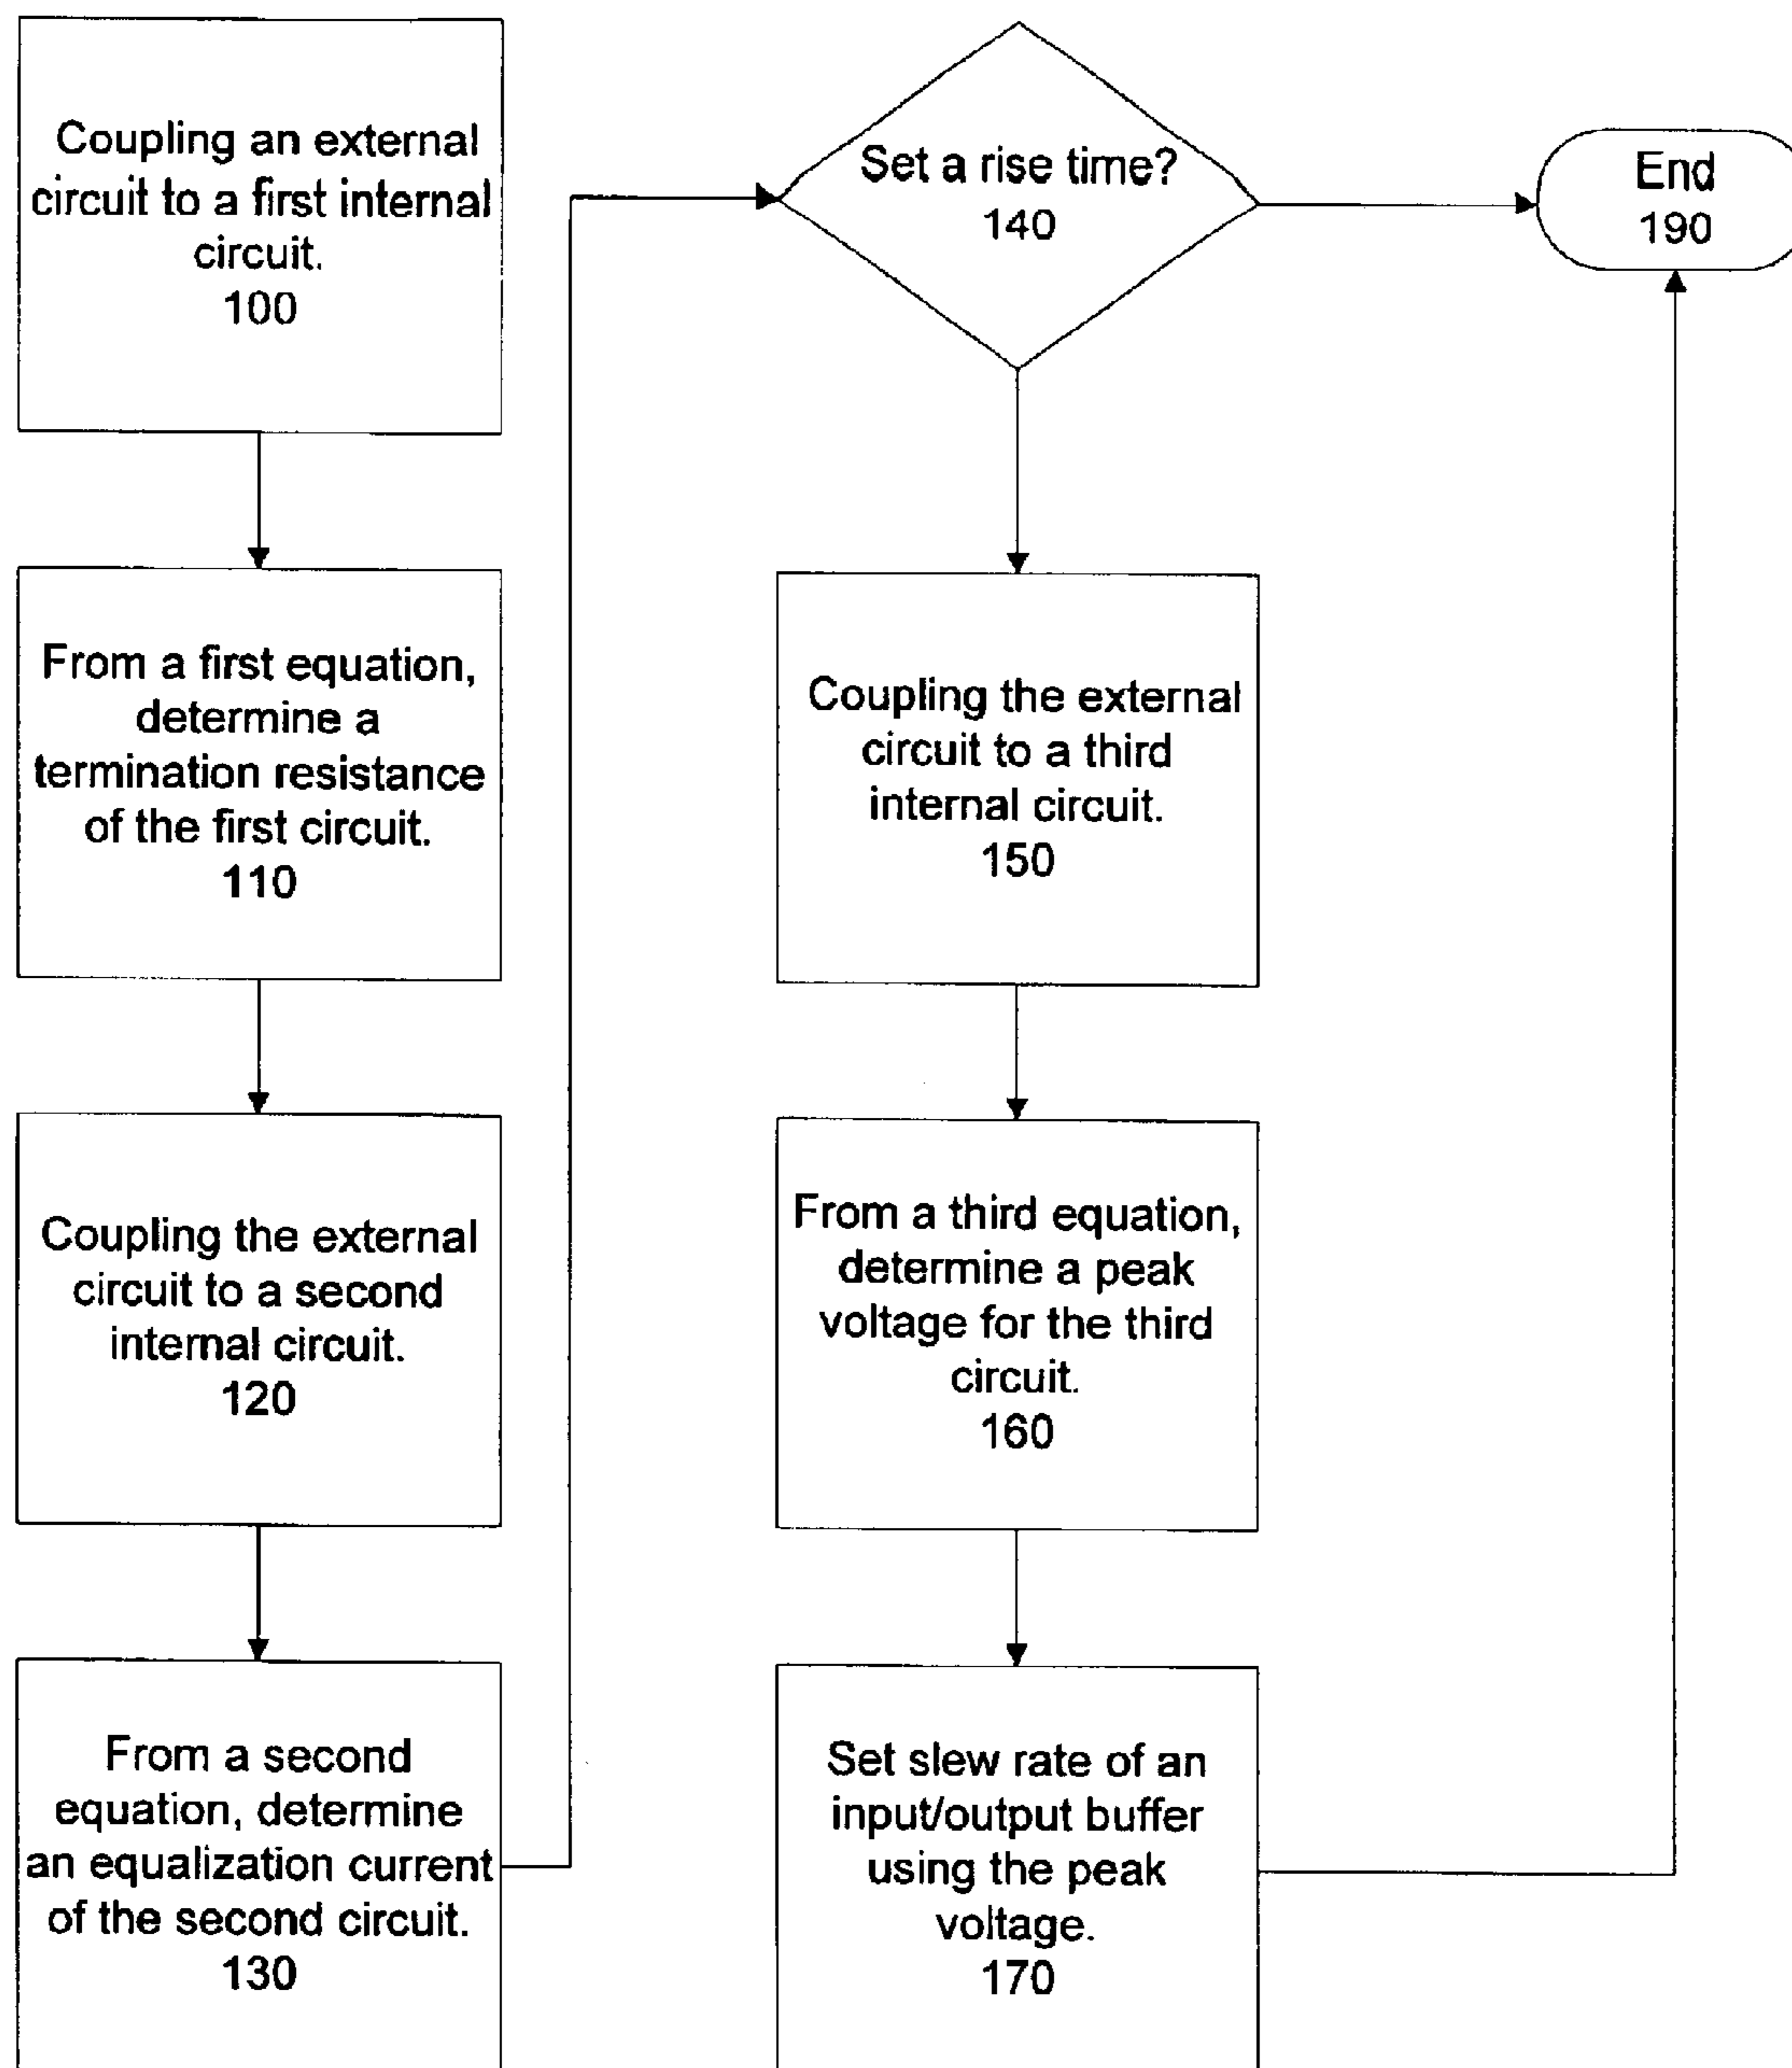 Coupling an external
circuit to a first internal
circuit.
100
From a first equation,
determine a
termination resistance
of the first circuit.
110
Coupling the external
circuit to a second
internal circuit.
120
From a second
equation, determine
an equalization current
of the second circuit.
130
Set a rise time?
140
Coupling the external
circuit to a third
internal circuit.
150
From a third equation,
determine a peak
voltage for the third
circuit.
160
Set slew rate of an
input/output buffer
using the peak
voltage.
170
End
190